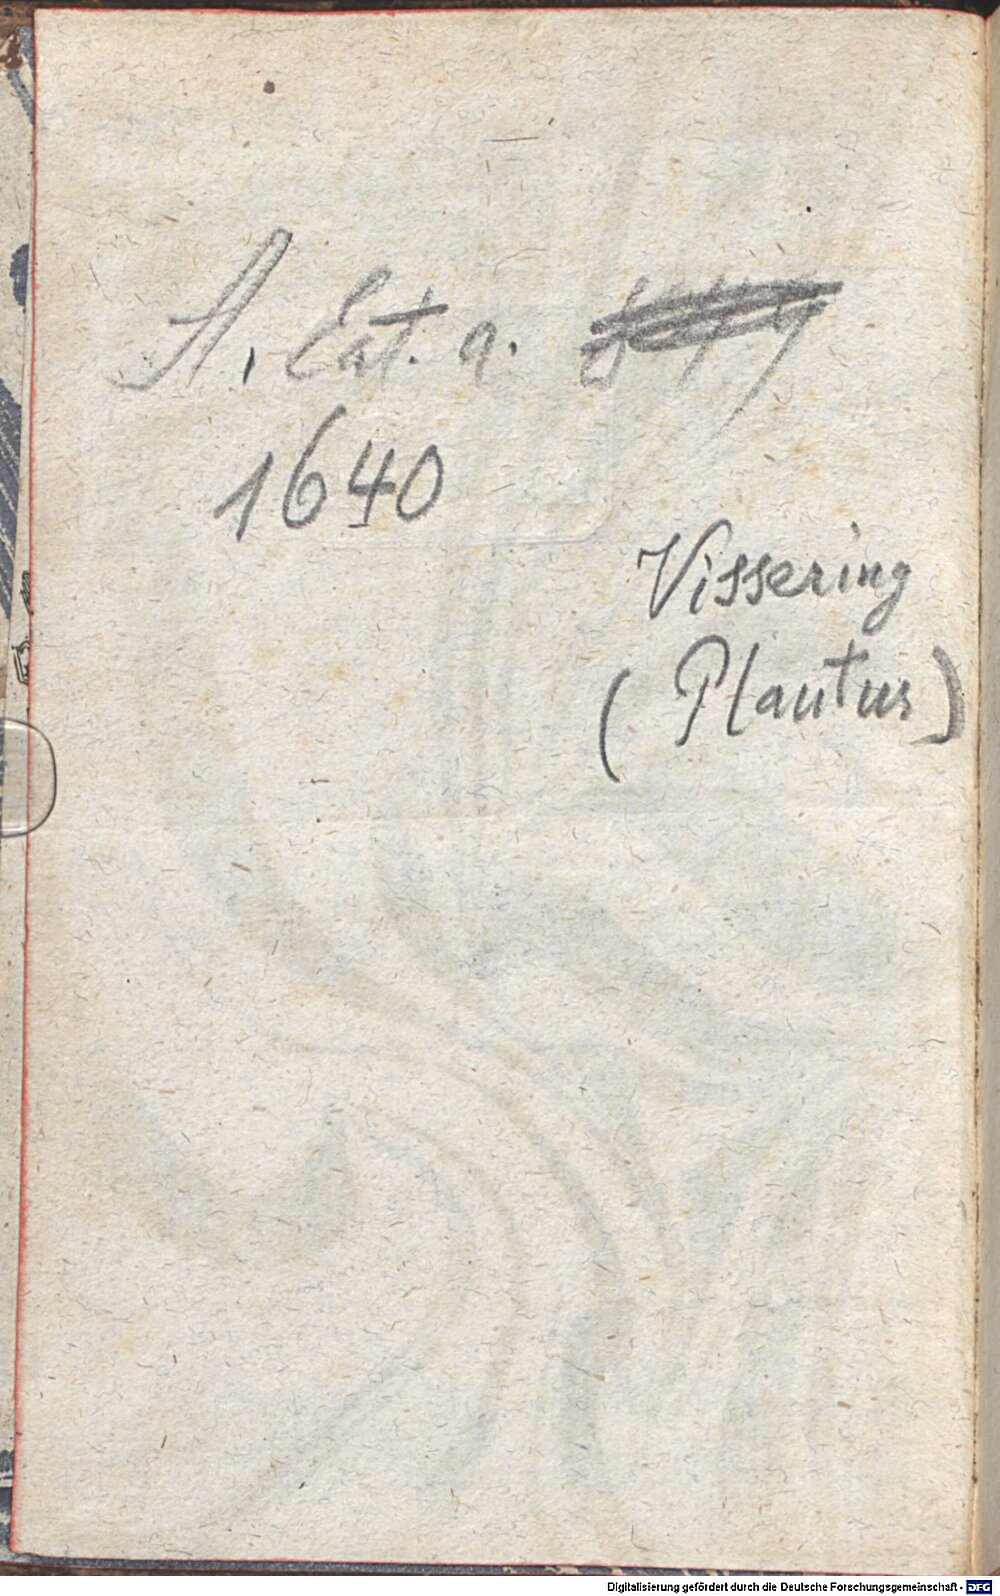 A. Lat. a.
1640
Vissering
(Plautus)
Digitalisierung gefördert durch die Deutsche Forschungsgemeinschaft - DFG